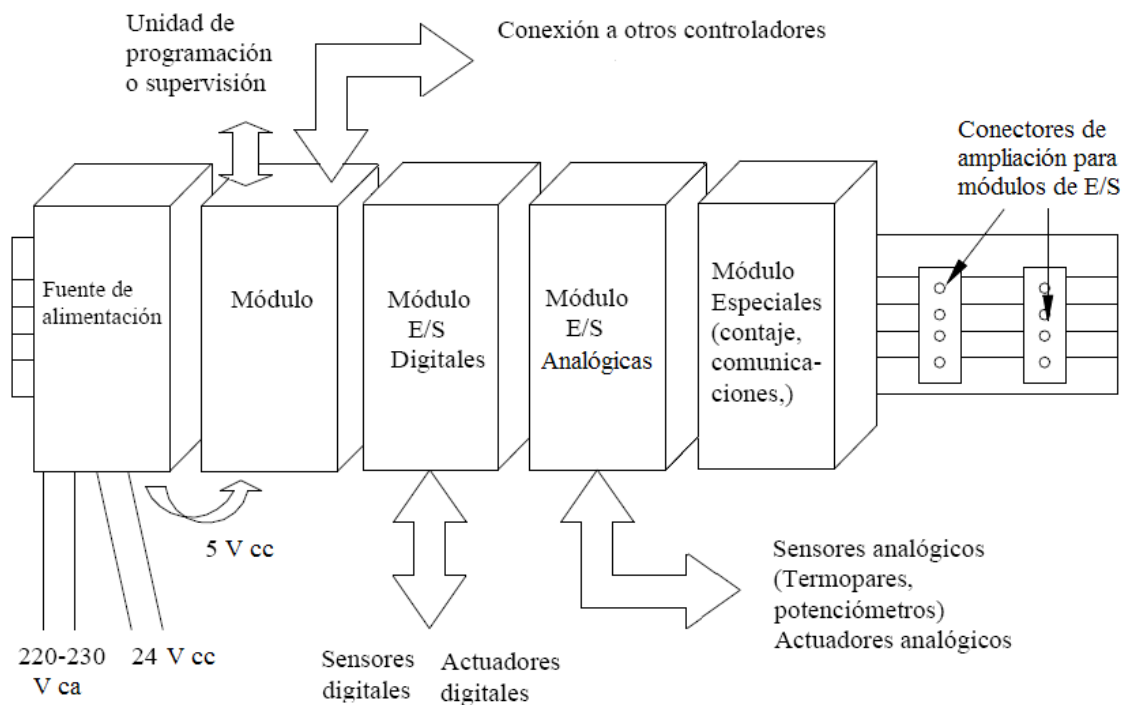 Unidad de
programación
o supervisión
Conexión a otros controladores
Conectores de
ampliación para
módulos de E/S
Fuente de
alimentación
Módulo
Módulo
E/S
Digitales
Módulo
E/S
Analógicas
Módulo
Especiales
(contaje,
comunica-
ciones,)
5 V cc
220-230
V ca
24 V cc
Sensores
digitales
Actuadores
digitales
Sensores analógicos
(Termopares,
potenciómetros)
Actuadores analógicos